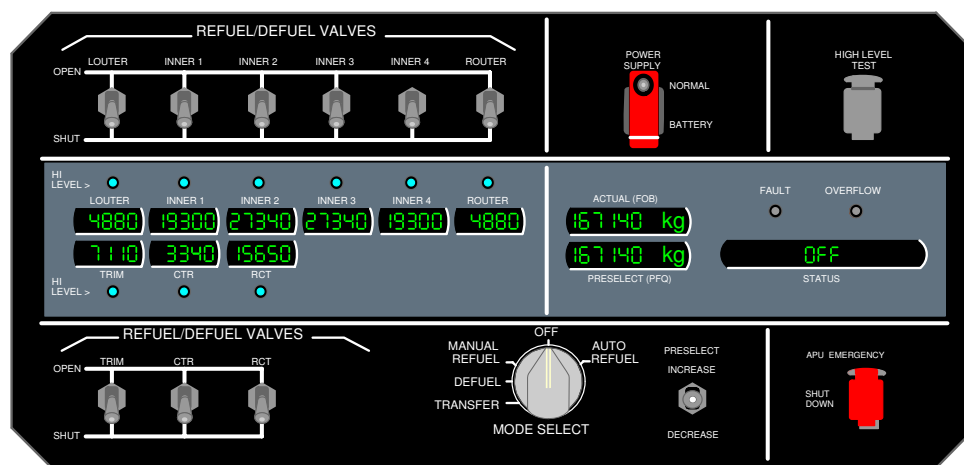 REFUEL/DEFUEL VALVES
LOUTER INNER 1 INNER 2 INNER 3 INNER 4 ROUTER
OPEN
SHUT
POWER
SUPPLY
NORMAL
BATTERY
HIGH LEVEL
TEST
HI
LEVEL >
LOUTER INNER 1 INNER 2 INNER 3 INNER 4 ROUTER
4880 19300 27340 27340 19300 4880
7110 3340 15650
TRIM CTR RCT
HI
LEVEL >
ACTUAL (FOB)
167140 kg
167140 kg
PRESELECT (PFQ)
FAULT OVERFLOW
OFF
STATUS
REFUEL/DEFUEL VALVES
TRIM CTR RCT
OPEN
SHUT
OFF
MANUAL
REFUEL
AUTO
REFUEL
DEFUEL
TRANSFER
MODE SELECT
PRESELECT
INCREASE
DECREASE
APU EMERGENCY
SHUT
DOWN